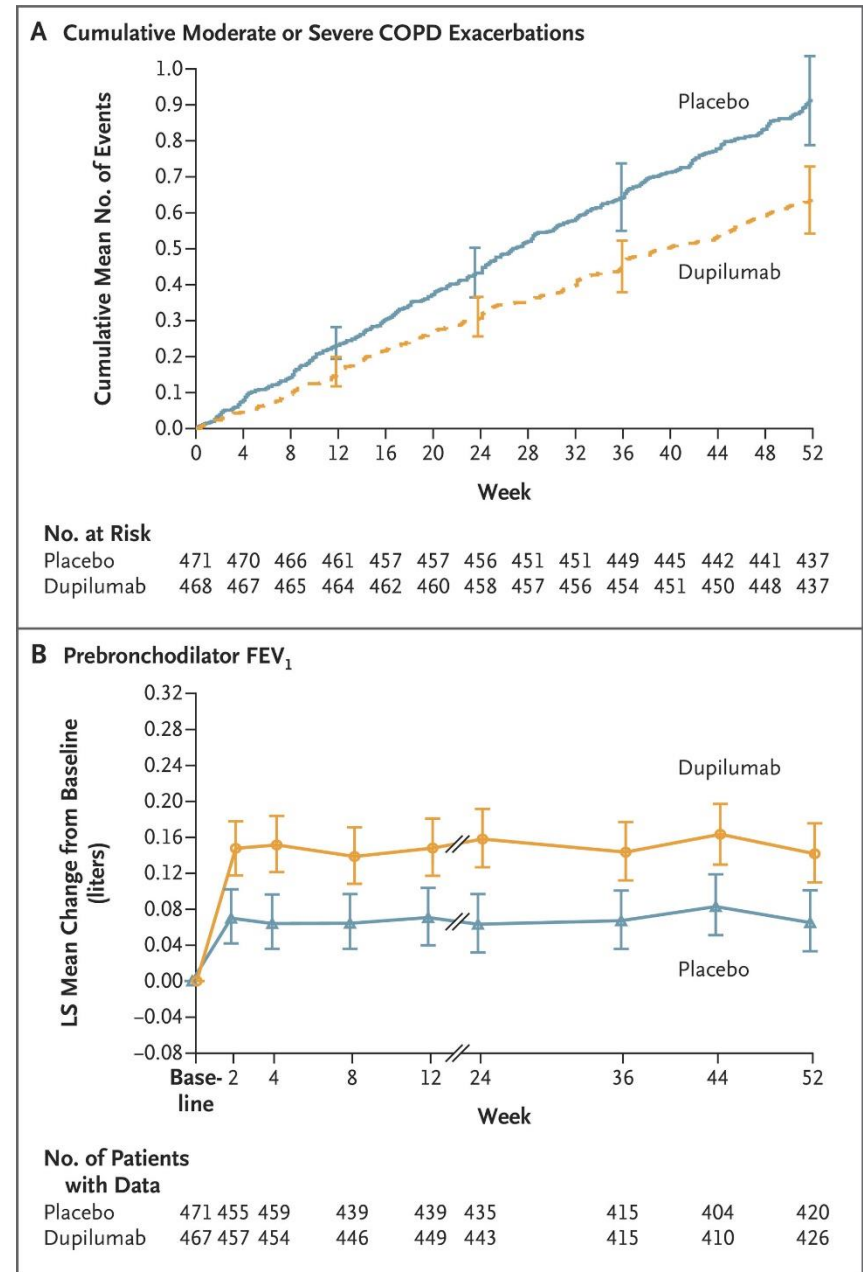 A Cumulative Moderate or Severe COPD Exacerbations
Cumulative Mean No. of Events
1.0
0.9
0.8
0.7
0.6
0.5
0.4
0.3
0.2
0.1
0.0
Placebo
Dupilumab
0 4 8 12 16 20 24 28 32 36 40 44 48 52
Week
No. at Risk
Placebo 471 470 466 461 457 457 456 451 451 449 445 442 441 437
Dupilumab 468 467 465 464 462 460 458 457 456 454 451 450 448 437
B Prebronchodilator FEV₁
LS Mean Change from Baseline
(liters)
0.32
0.28
0.24
0.20
0.16
0.12
0.08
0.04
0.00
−0.04
−0.08
Dupilumab
Placebo
Base- 2 4 8 12 24 36 44 52
line
Week
No. of Patients
with Data
Placebo 471 455 459 439 439 435 415 404 420
Dupilumab 467 457 454 446 449 443 415 410 426